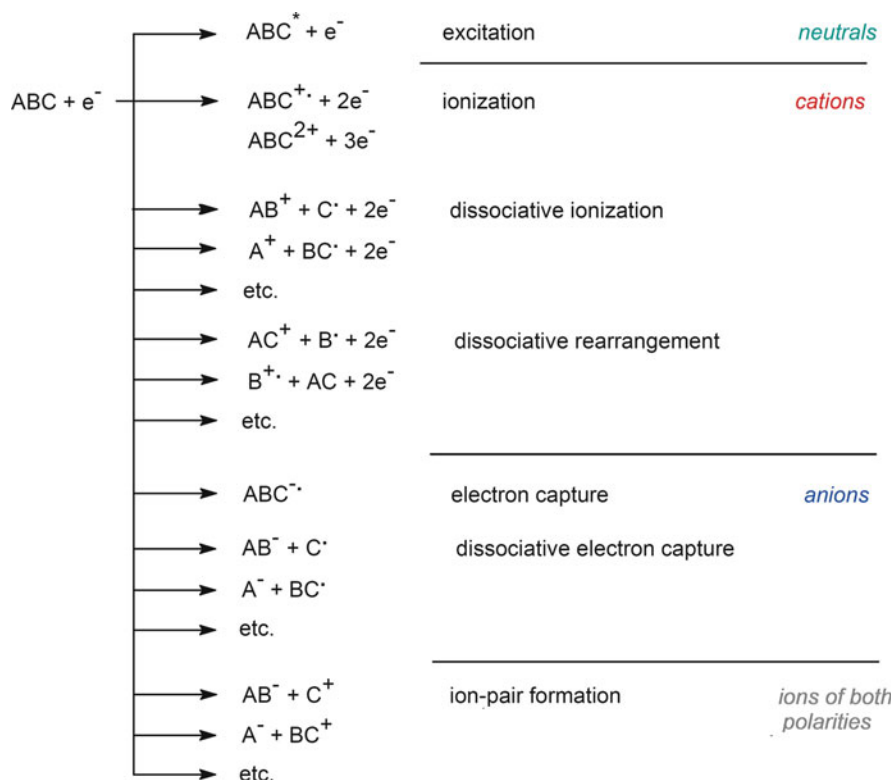 ABC* + e⁻ excitation neutrals
ABC + e⁻ ABC⁺· + 2e⁻ ionization cations
ABC²⁺ + 3e⁻
AB⁺ + C· + 2e⁻ dissociative ionization
A⁺ + BC· + 2e⁻
etc.
AC⁺ + B· + 2e⁻ dissociative rearrangement
B⁺· + AC + 2e⁻
etc.
ABC⁻· electron capture anions
AB⁻ + C· dissociative electron capture
A⁻ + BC·
etc.
AB⁻ + C⁺ ion-pair formation ions of both
A⁻ + BC⁺ polarities
etc.